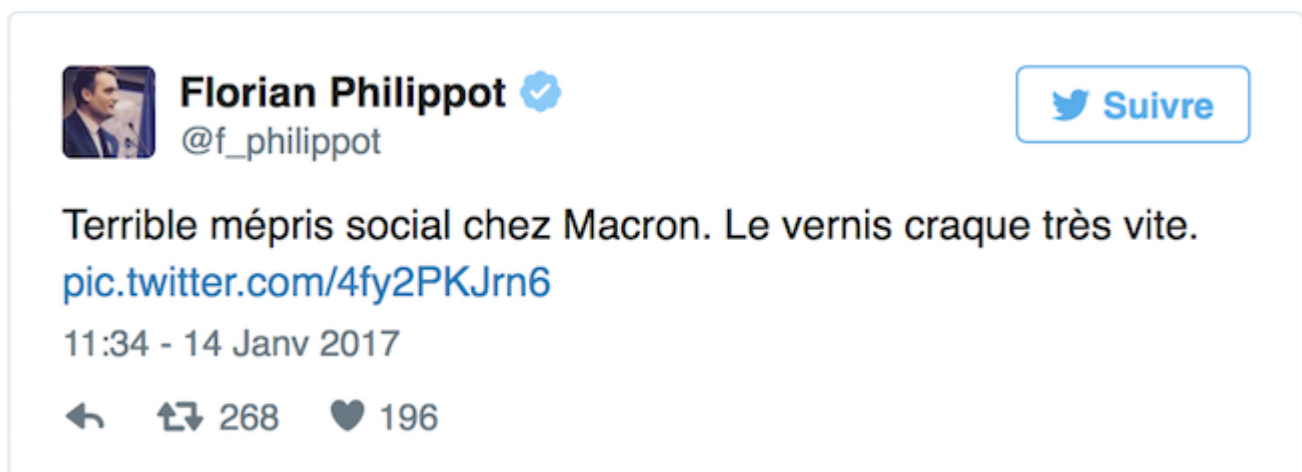 Florian Philippot
@f_philippot
Suivre
Terrible mépris social chez Macron. Le vernis craque très vite.
pic.twitter.com/4fy2PKJrn6
11:34 - 14 Janv 2017
268 196